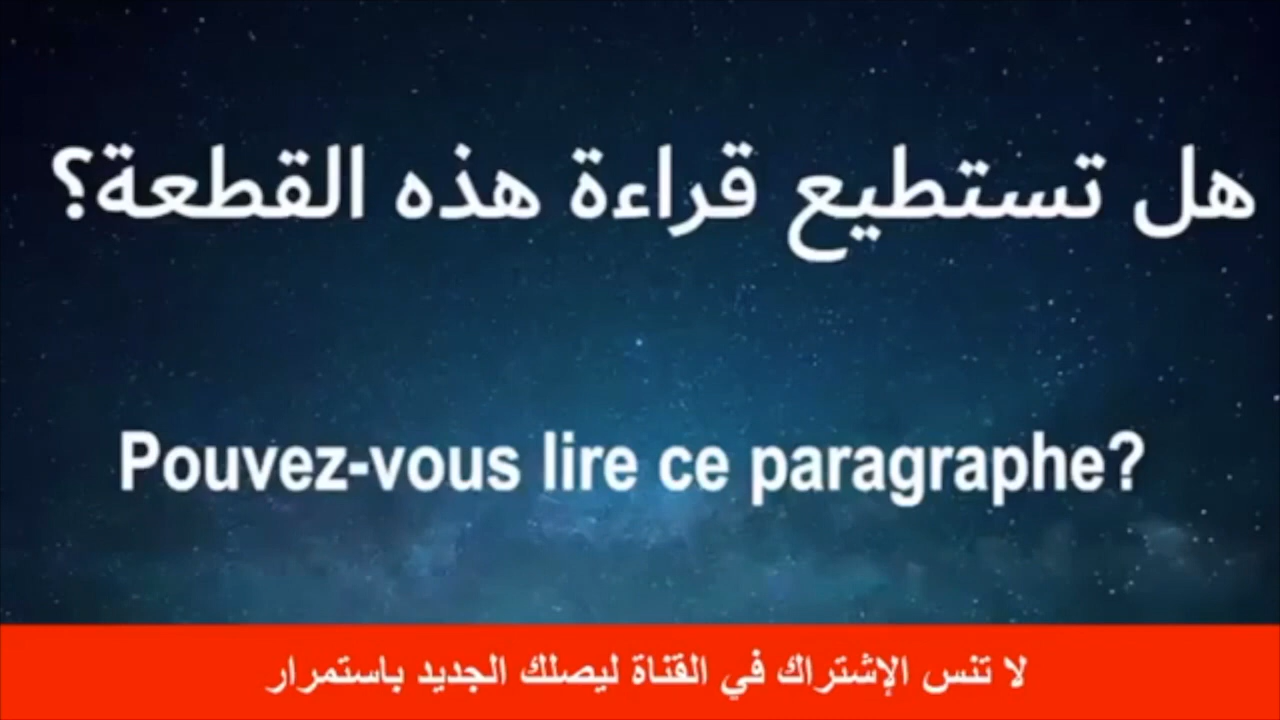 هل تستطيع قراءة هذه القطعة؟
Pouvez-vous lire ce paragraphe?
لا تنس الإشتراك في القناة ليصلك الجديد باستمرار